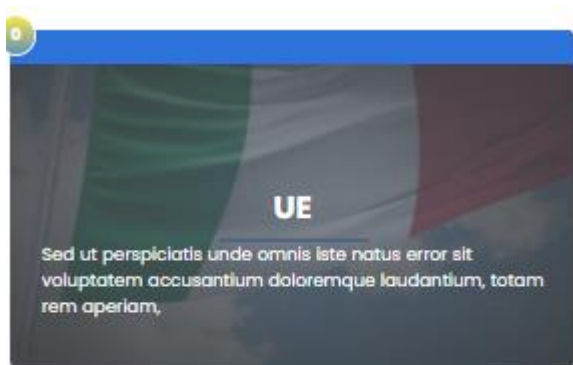 0
UE
Sed ut perspiciatis unde omnis iste natus error sit
voluptatem accusantium doloremque laudantium, totam
rem aperiam,